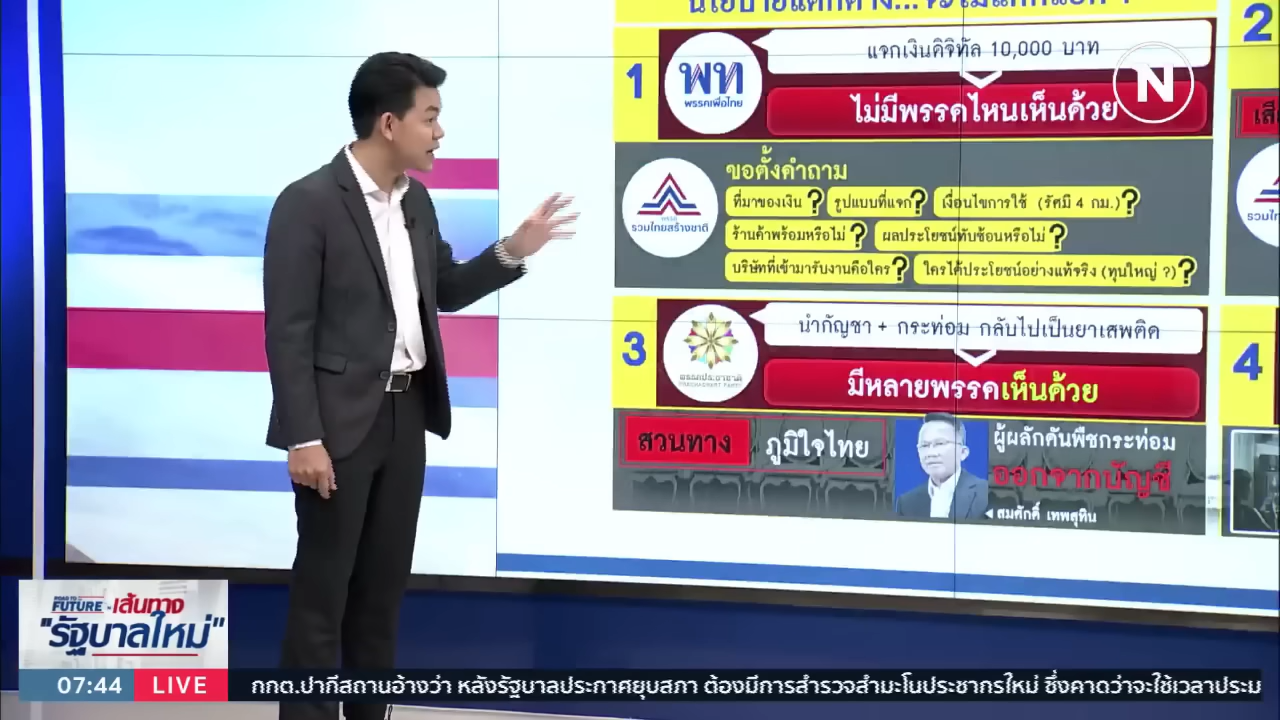 1
พท
พรรคเพื่อไทย
แจกเงินดิจิทัล 10,000 บาท
ไม่มีพรรคไหนเห็นด้วย
N
2
รวมไทยสร้างชาติ
ขอตั้งคำถาม
ที่มาของเงิน ? รูปแบบที่แจก ? เงื่อนไขการใช้ (รัศมี 4 กม.) ?
ร้านค้าพร้อมหรือไม่ ? ผลประโยชน์ทับซ้อนหรือไม่ ?
บริษัทที่เข้ามารับงานคือใคร ? ใครได้ประโยชน์อย่างแท้จริง (ทุนใหญ่ ?) ?
3
พรรคประชาชาติ
PRACHACHART PARTY
นำกัญชา + กระท่อม กลับไปเป็นยาเสพติด
มีหลายพรรคเห็นด้วย
4
สวนทาง ภูมิใจไทย
ผู้ผลักดันพืชกระท่อม
ออกจากบัญชี
สมศักดิ์ เทพสุทิน
ROAD TO
FUTURE เส้นทาง
"รัฐบาลใหม่"
07:44 LIVE กกต.ปากีสถานอ้างว่า หลังรัฐบาลประกาศยุบสภา ต้องมีการสำรวจสำมะโนประชากรใหม่ ซึ่งคาดว่าจะใช้เวลาประม